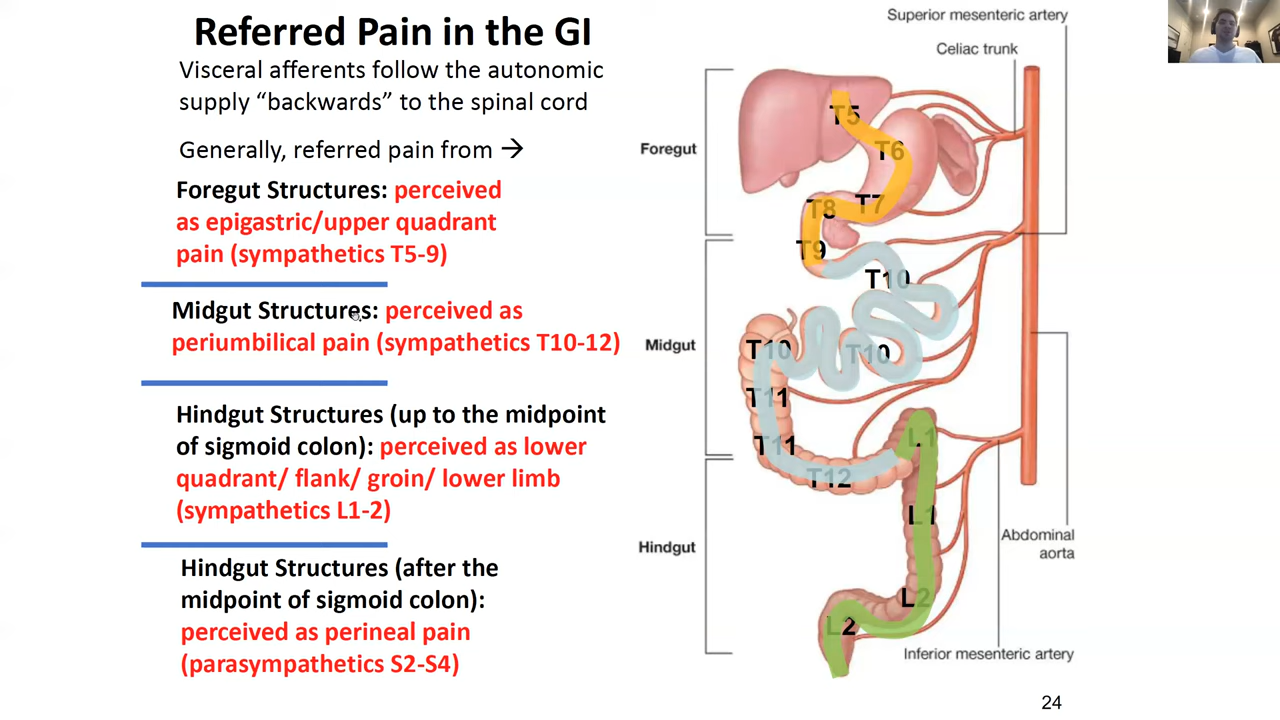 Referred Pain in the GI
Visceral afferents follow the autonomic
supply “backwards” to the spinal cord
Generally, referred pain from →
Foregut Structures: perceived
as epigastric/upper quadrant
pain (sympathetics T5-9)
Midgut Structures: perceived as
periumbilical pain (sympathetics T10-12)
Hindgut Structures (up to the midpoint
of sigmoid colon): perceived as lower
quadrant/ flank/ groin/ lower limb
(sympathetics L1-2)
Hindgut Structures (after the
midpoint of sigmoid colon):
perceived as perineal pain
(parasympathetics S2-S4)
Superior mesenteric artery
Celiac trunk
Foregut
T5
T6
T7
T8
T9
Midgut
T10
T10
T10
T11
T11
T12
Hindgut
L1
L1
L2
L2
Abdominal
aorta
Inferior mesenteric artery
24